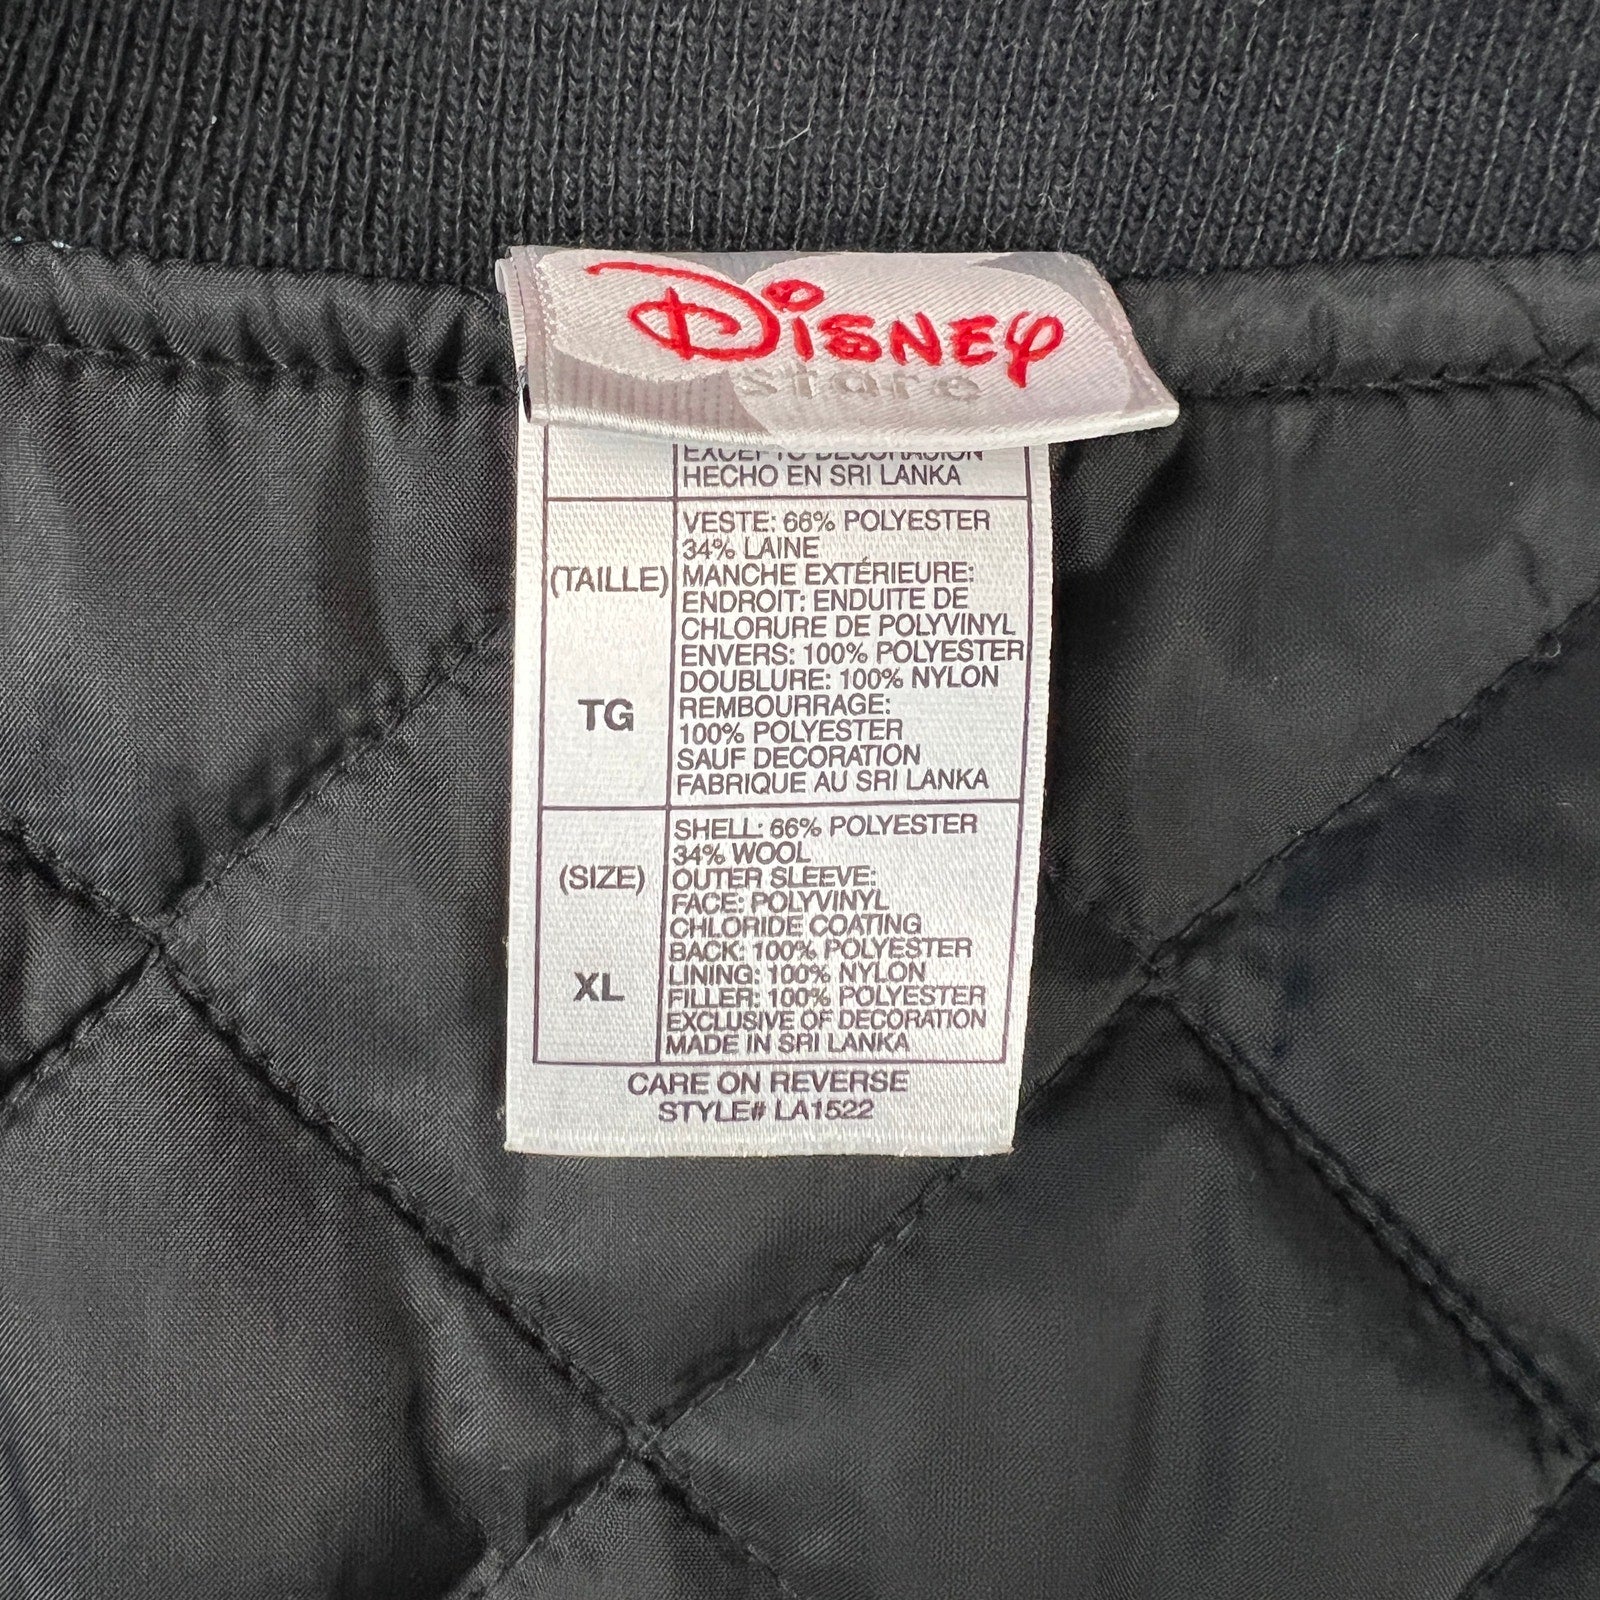 Disney
store
EXCEPTO DECORACION
HECHO EN SRI LANKA
VESTE: 66% POLYESTER
34% LAINE
(TAILLE)
MANCHE EXTÉRIEURE:
ENDROIT: ENDUITE DE
CHLORURE DE POLYVINYL
ENVERS: 100% POLYESTER
DOUBLURE: 100% NYLON
TG
REMBOURRAGE:
100% POLYESTER
SAUF DECORATION
FABRIQUE AU SRI LANKA
SHELL: 66% POLYESTER
34% WOOL
(SIZE)
OUTER SLEEVE:
FACE: POLYVINYL
CHLORIDE COATING
BACK: 100% POLYESTER
LINING: 100% NYLON
XL
FILLER: 100% POLYESTER
EXCLUSIVE OF DECORATION
MADE IN SRI LANKA
CARE ON REVERSE
STYLE# LA1522